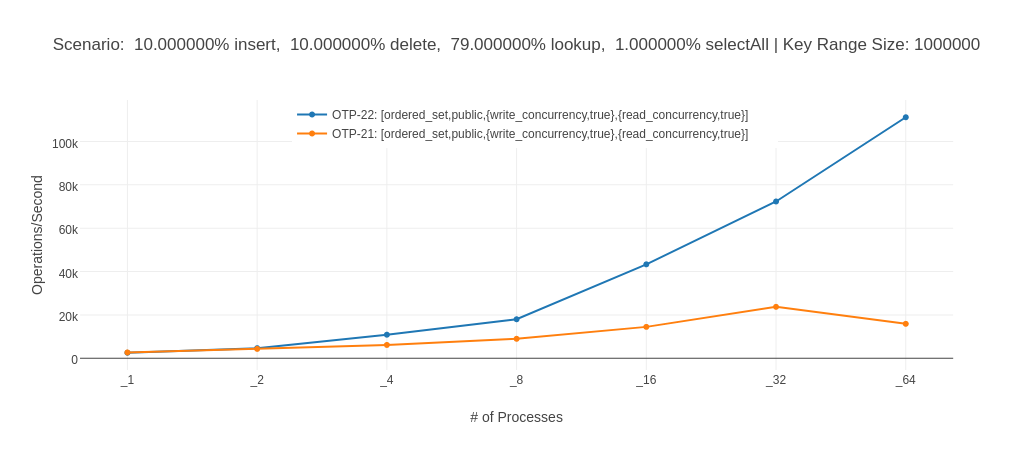 Scenario:  10.000000% insert,  10.000000% delete,  79.000000% lookup,  1.000000% selectAll | Key Range Size: 1000000
OTP-22: [ordered_set,public,{write_concurrency,true},{read_concurrency,true}]
OTP-21: [ordered_set,public,{write_concurrency,true},{read_concurrency,true}]
Operations/Second
100k
80k
60k
40k
20k
0
_1
_2
_4
_8
_16
_32
_64
# of Processes